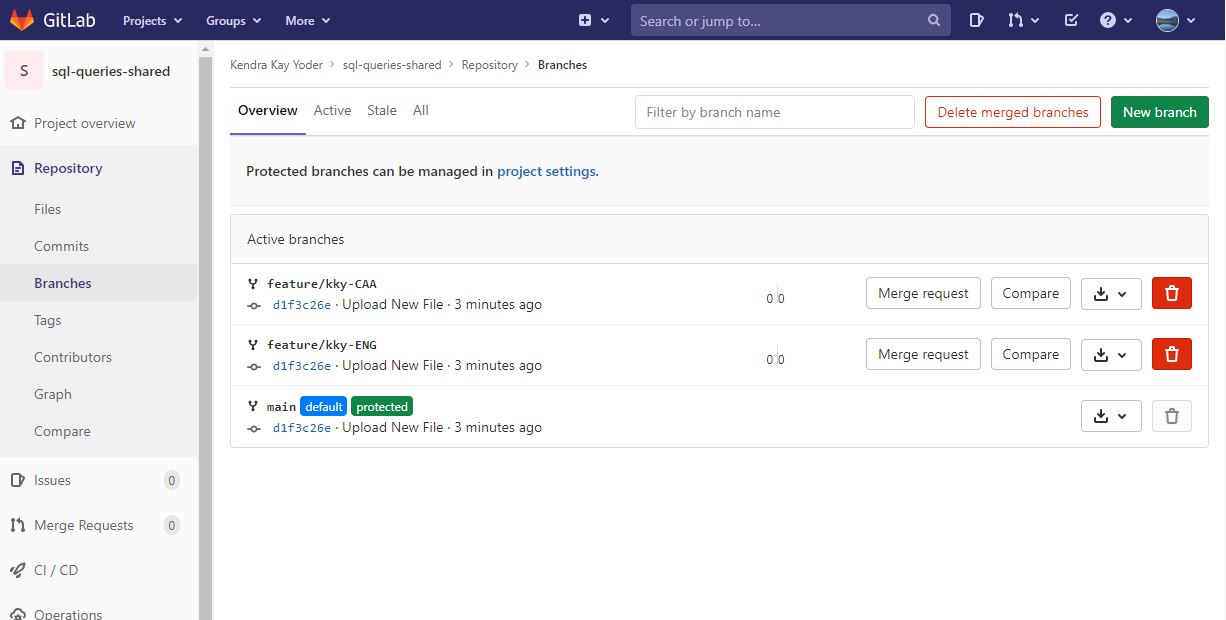 GitLab Projects Groups More Search or jump to...
S sql-queries-shared
Project overview
Repository
Files
Commits
Branches
Tags
Contributors
Graph
Compare
Issues 0
Merge Requests 0
CI / CD
Operations
Kendra Kay Yoder > sql-queries-shared > Repository > Branches
Overview Active Stale All Filter by branch name Delete merged branches New branch
Protected branches can be managed in project settings.
Active branches
feature/kky-CAA
d1f3c26e · Upload New File · 3 minutes ago
0 0 Merge request Compare
feature/kky-ENG
d1f3c26e · Upload New File · 3 minutes ago
0 0 Merge request Compare
main default protected
d1f3c26e · Upload New File · 3 minutes ago